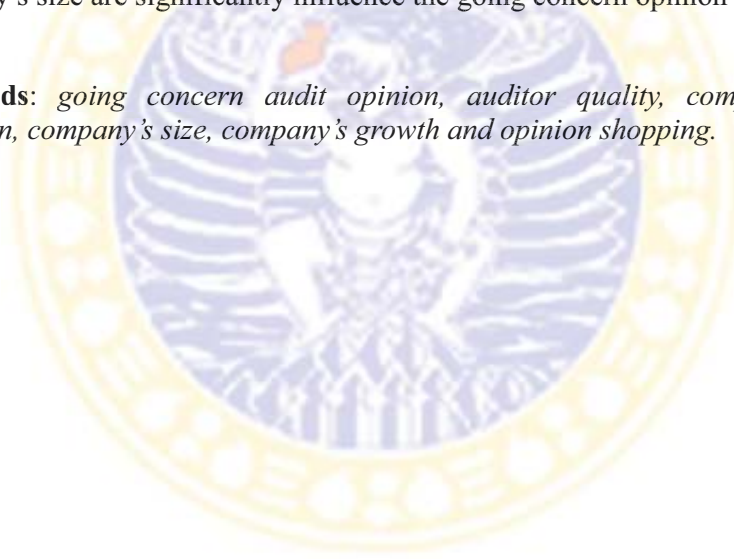 y's size are significantly influence the going concern opinion
ds: going concern audit opinion, auditor quality, comp
n, company's size, company's growth and opinion shopping.